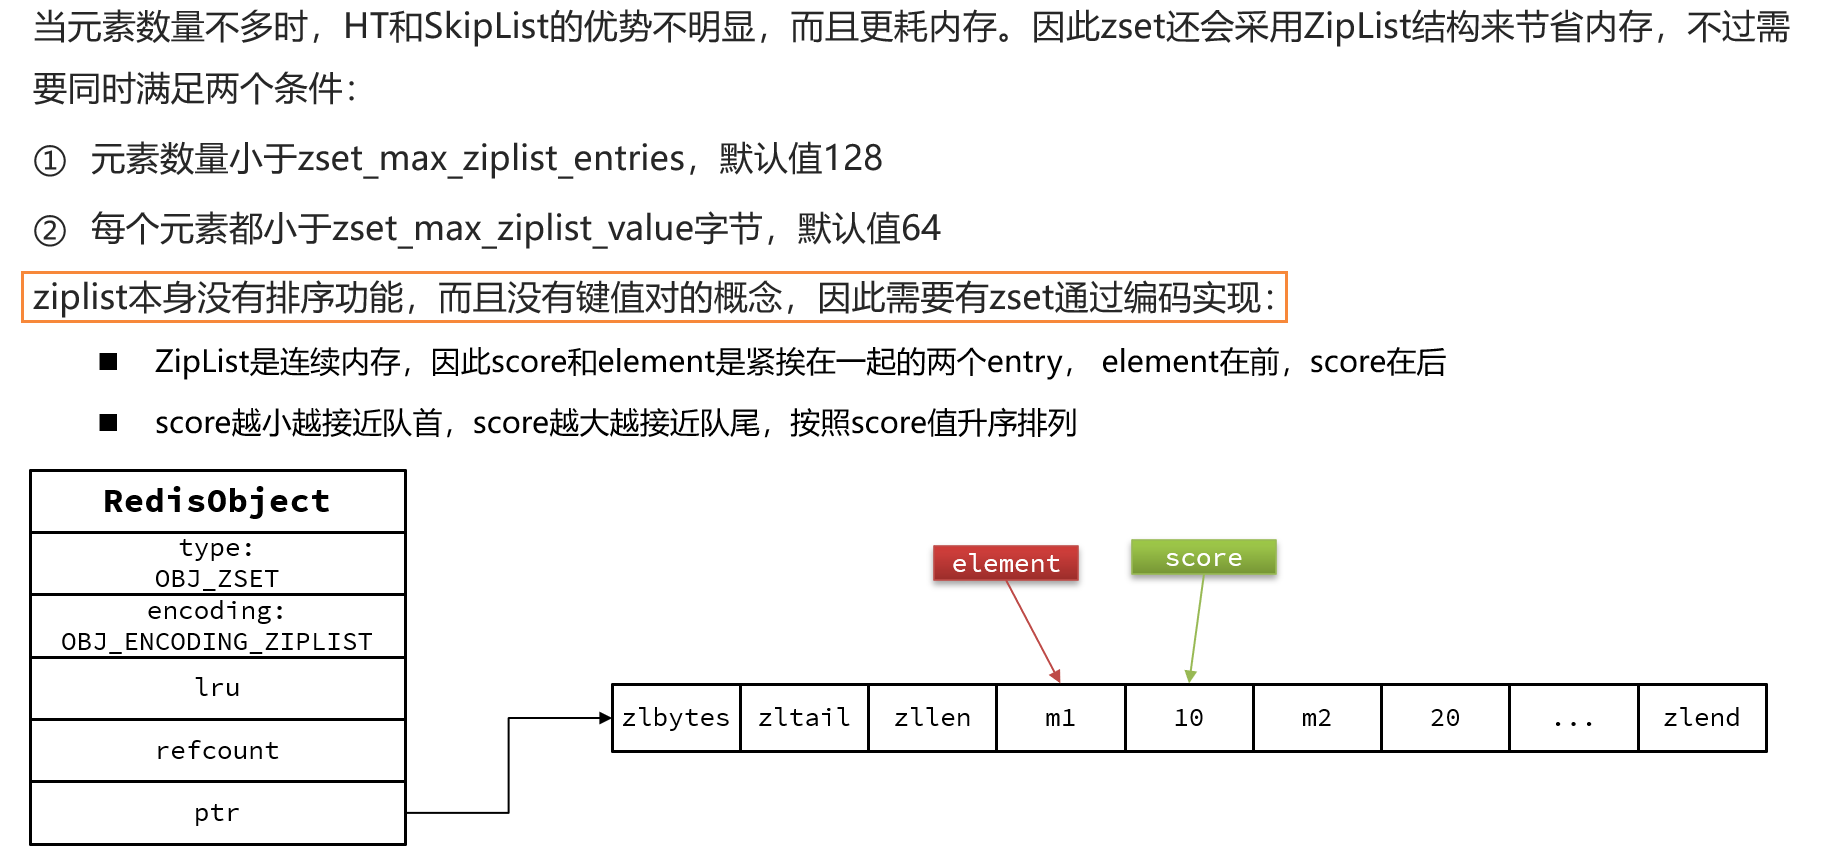 当元素数量不多时，HT和SkipList的优势不明显，而且更耗内存。因此zset还会采用ZipList结构来节省内存，不过需
要同时满足两个条件：
① 元素数量小于zset_max_ziplist_entries，默认值128
② 每个元素都小于zset_max_ziplist_value字节，默认值64
ziplist本身没有排序功能，而且没有键值对的概念，因此需要有zset通过编码实现：
■ ZipList是连续内存，因此score和element是紧挨在一起的两个entry， element在前，score在后
■ score越小越接近队首，score越大越接近队尾，按照score值升序排列
RedisObject
type:
OBJ_ZSET
encoding:
OBJ_ENCODING_ZIPLIST
lru
refcount
ptr
element
score
zlbytes zltail zllen m1 10 m2 20 ... zlend